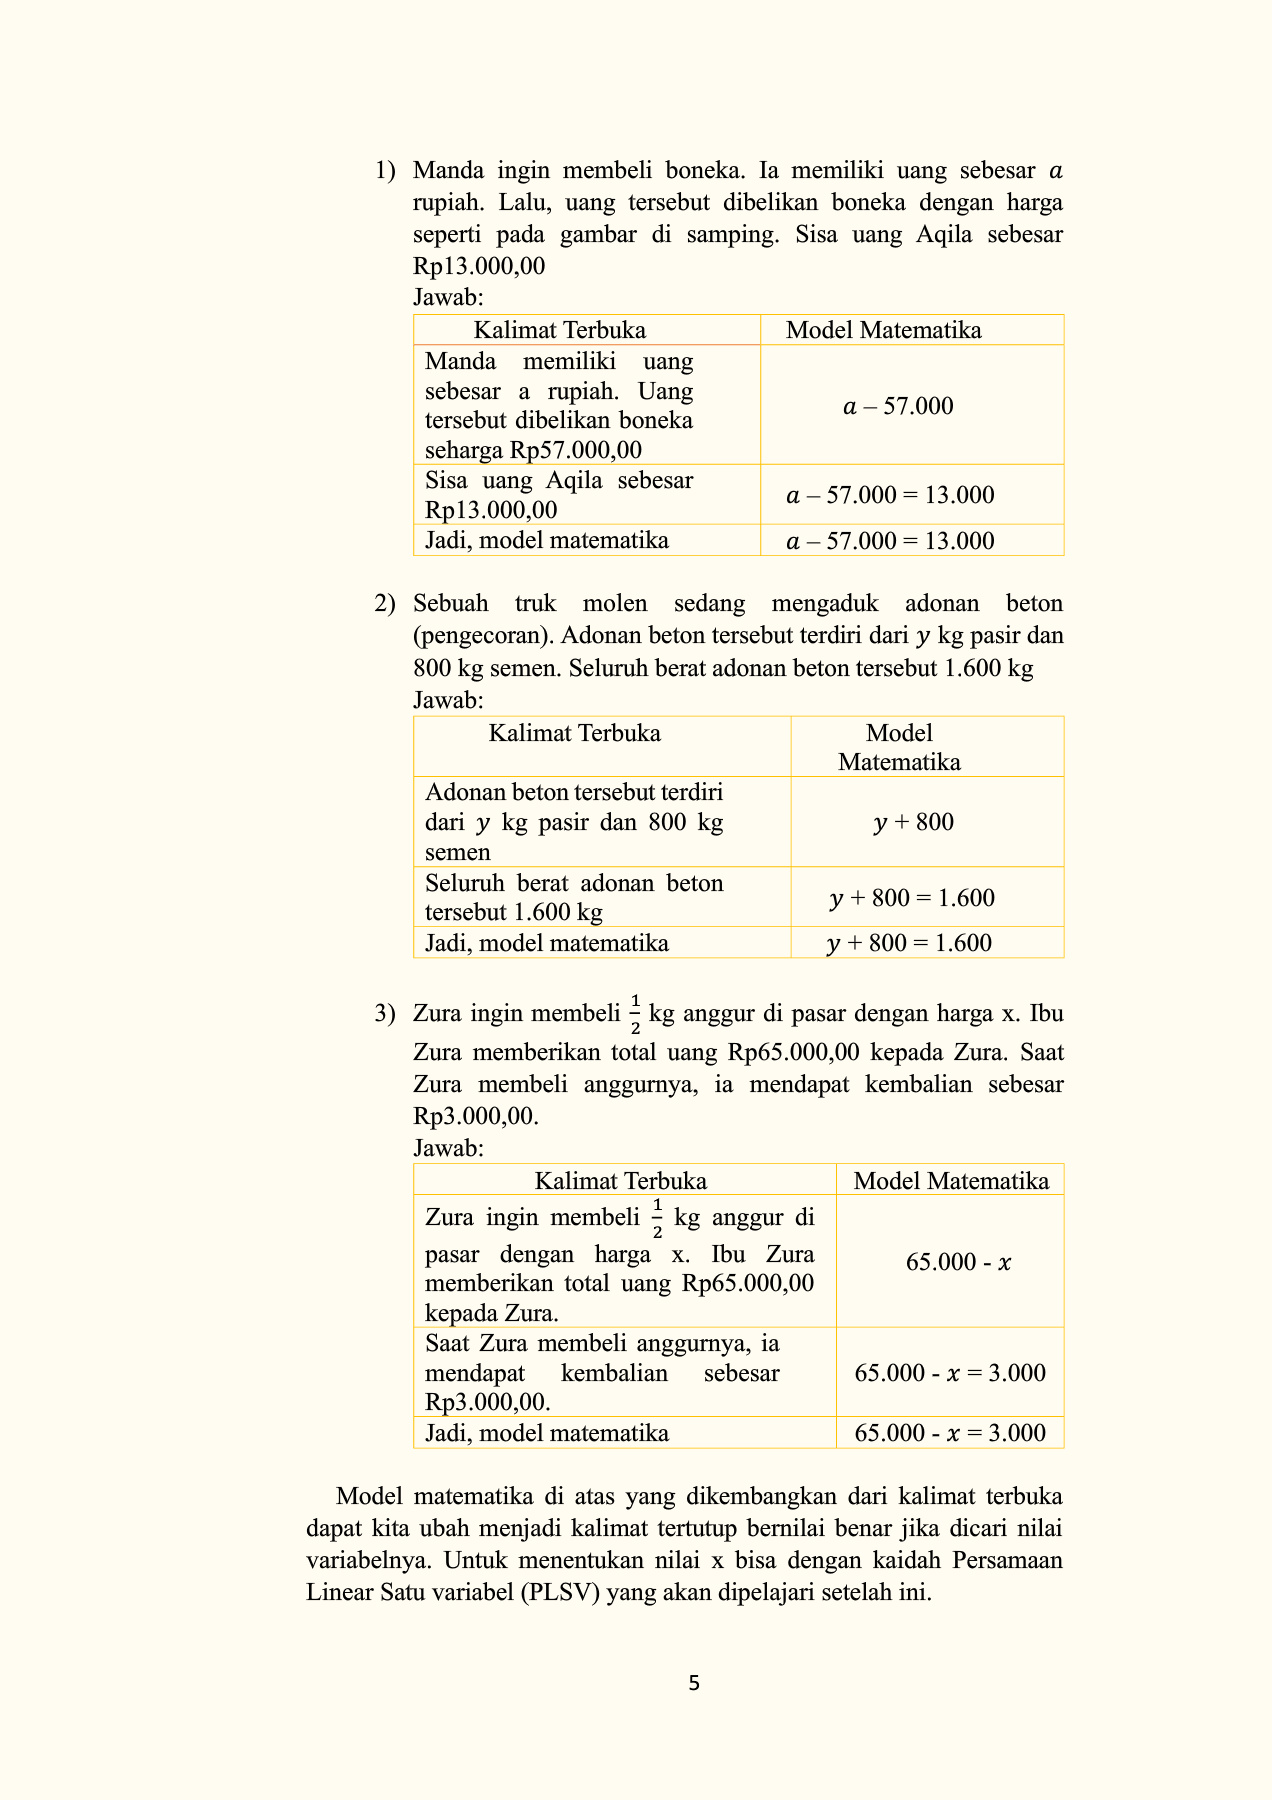 1) Manda ingin membeli boneka. Ia memiliki uang sebesar a
rupiah. Lalu, uang tersebut dibelikan boneka dengan harga
seperti pada gambar di samping. Sisa uang Aqila sebesar
Rp13.000,00
Jawab:
Kalimat Terbuka Model Matematika
Manda memiliki uang
sebesar a rupiah. Uang
tersebut dibelikan boneka
seharga Rp57.000,00
a – 57.000
Sisa uang Aqila sebesar
Rp13.000,00
a – 57.000 = 13.000
Jadi, model matematika a – 57.000 = 13.000
2) Sebuah truk molen sedang mengaduk adonan beton
(pengecoran). Adonan beton tersebut terdiri dari y kg pasir dan
800 kg semen. Seluruh berat adonan beton tersebut 1.600 kg
Jawab:
Kalimat Terbuka Model
Matematika
Adonan beton tersebut terdiri
dari y kg pasir dan 800 kg
semen
y + 800
Seluruh berat adonan beton
tersebut 1.600 kg
y + 800 = 1.600
Jadi, model matematika y + 800 = 1.600
3) Zura ingin membeli 1/2 kg anggur di pasar dengan harga x. Ibu
Zura memberikan total uang Rp65.000,00 kepada Zura. Saat
Zura membeli anggurnya, ia mendapat kembalian sebesar
Rp3.000,00.
Jawab:
Kalimat Terbuka Model Matematika
Zura ingin membeli 1/2 kg anggur di
pasar dengan harga x. Ibu Zura
memberikan total uang Rp65.000,00
kepada Zura.
65.000 - x
Saat Zura membeli anggurnya, ia
mendapat kembalian sebesar
Rp3.000,00.
65.000 - x = 3.000
Jadi, model matematika 65.000 - x = 3.000
Model matematika di atas yang dikembangkan dari kalimat terbuka
dapat kita ubah menjadi kalimat tertutup bernilai benar jika dicari nilai
variabelnya. Untuk menentukan nilai x bisa dengan kaidah Persamaan
Linear Satu variabel (PLSV) yang akan dipelajari setelah ini.
5